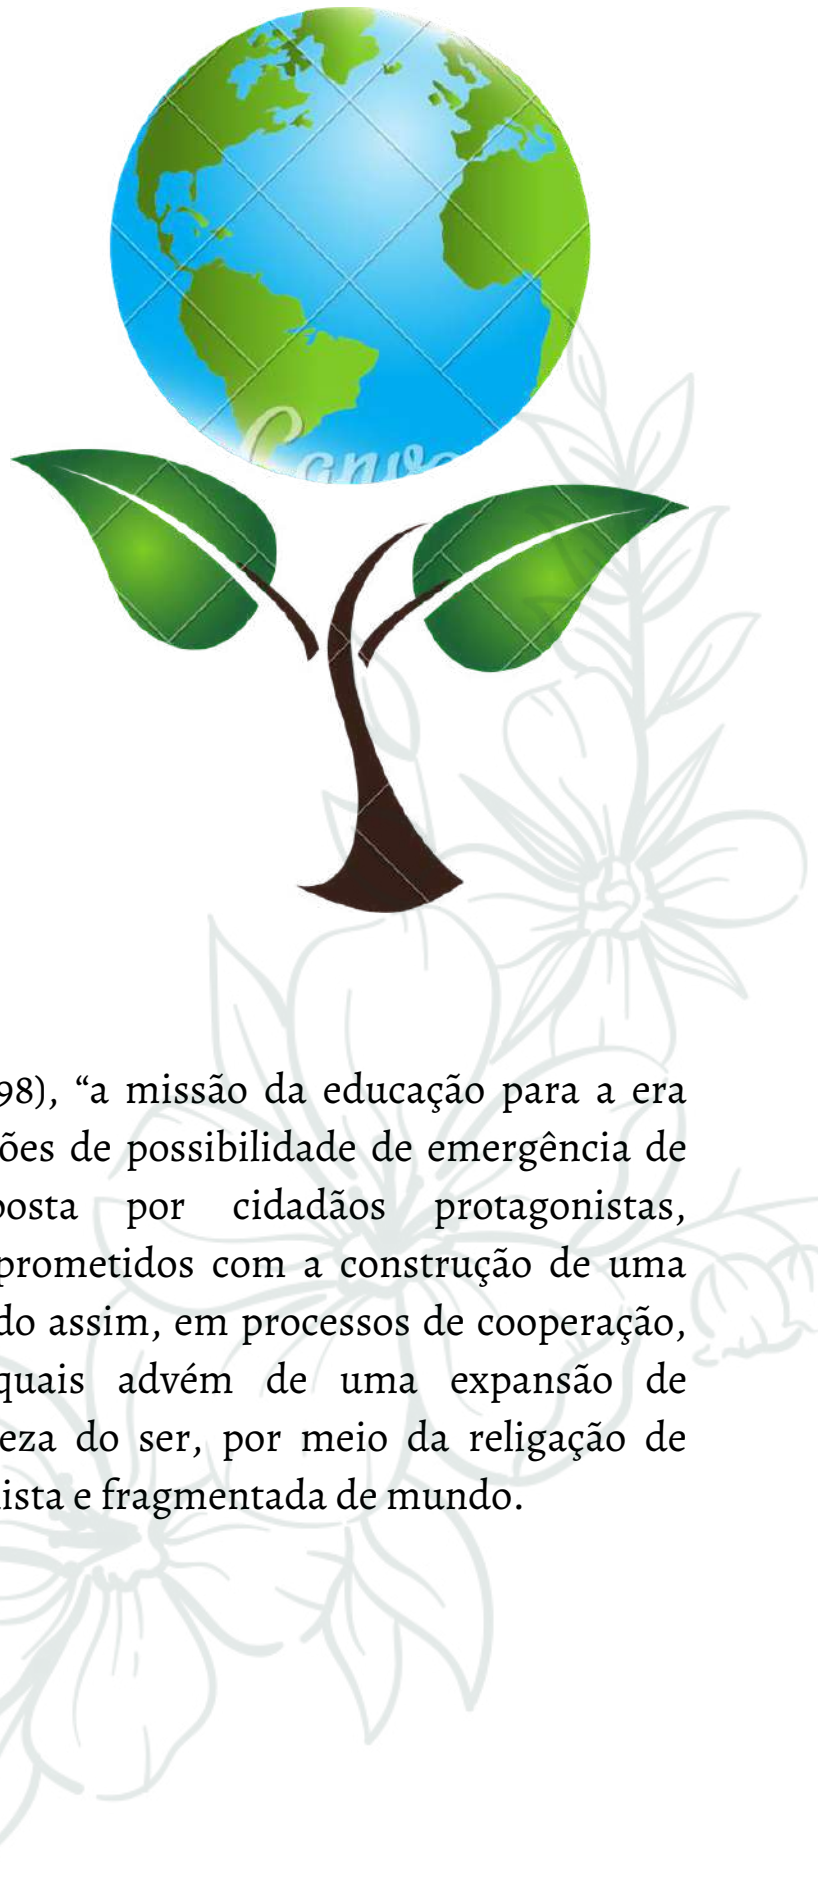 Canva
98), “a missão da educação para a era
ões de possibilidade de emergência de
posta por cidadãos protagonistas,
prometidos com a construção de uma
do assim, em processos de cooperação,
quais advém de uma expansão de
eza do ser, por meio da religação de
ista e fragmentada de mundo.